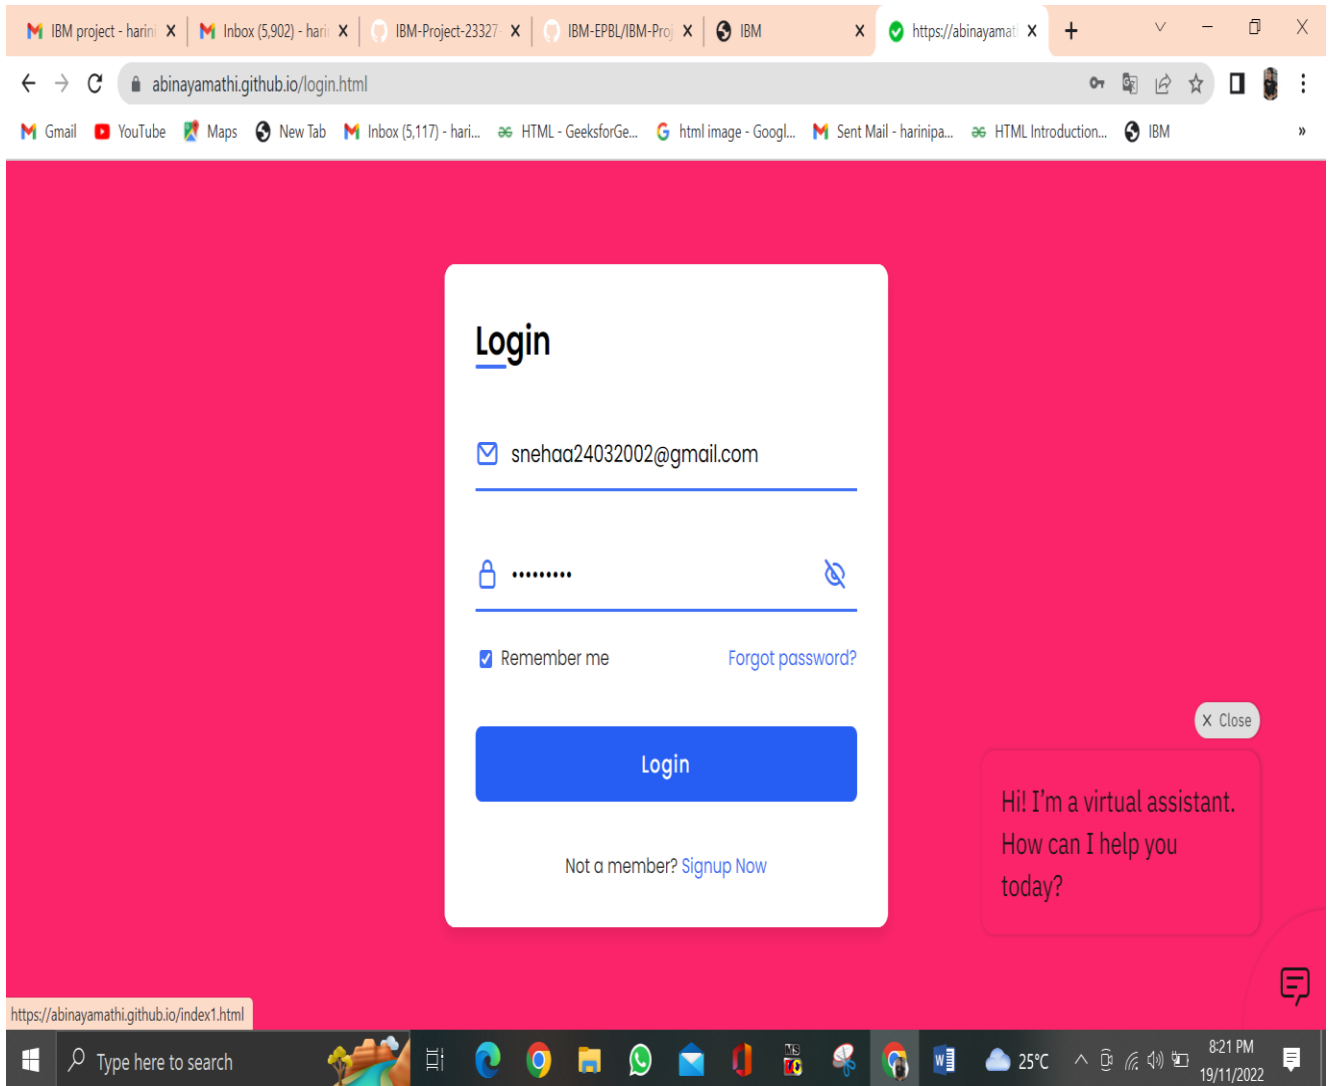 IBM project - harini
Inbox (5,902) - hari
IBM-Project-23327-
IBM-EPBL/IBM-Proj
IBM
https://abinayamat
abinayamathi.github.io/login.html
Gmail YouTube Maps New Tab Inbox (5,117) - hari... HTML - GeeksforGe... html image - Googl... Sent Mail - harinipa... HTML Introduction... IBM »
Login
snehaa24032002@gmail.com
•••••••••
Remember me Forgot password?
Login
Not a member? Signup Now
X Close
Hi! I'm a virtual assistant.
How can I help you
today?
https://abinayamathi.github.io/index1.html
Type here to search
25°C
8:21 PM
19/11/2022